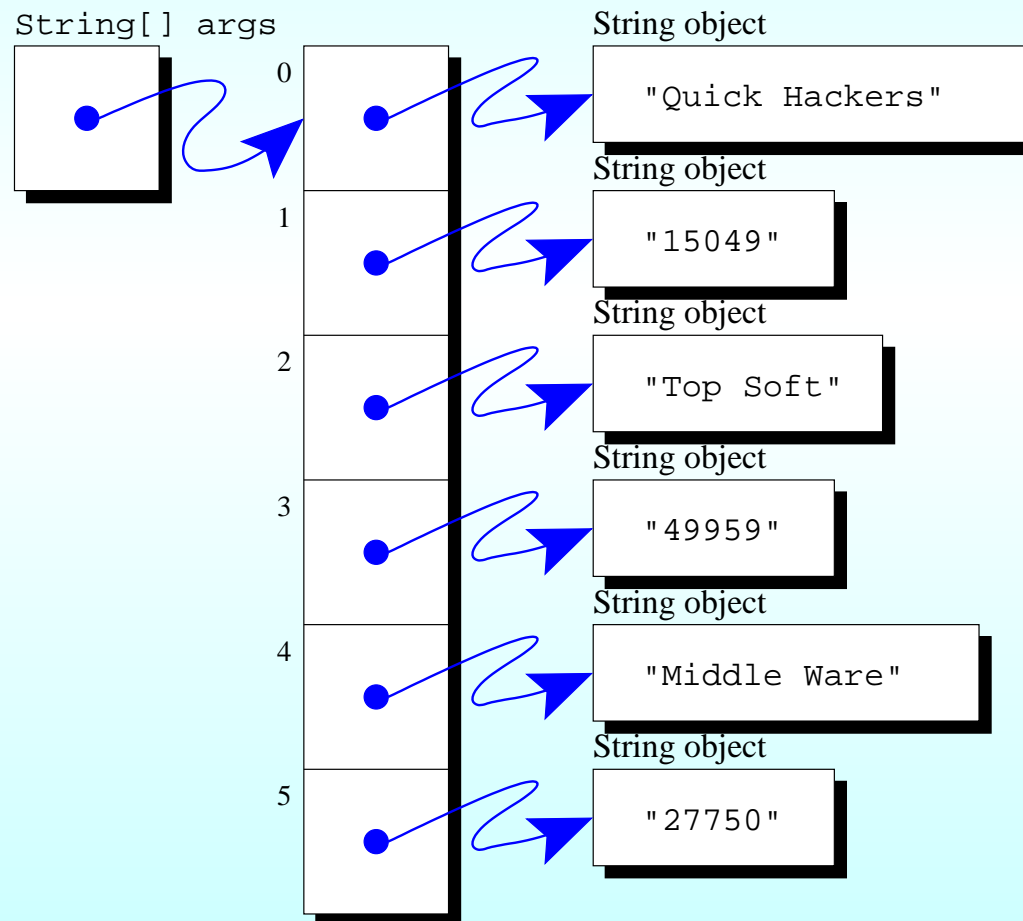 String[] args
String object
0
"Quick Hackers"
String object
1
"15049"
String object
2
"Top Soft"
String object
3
"49959"
String object
4
"Middle Ware"
String object
5
"27750"